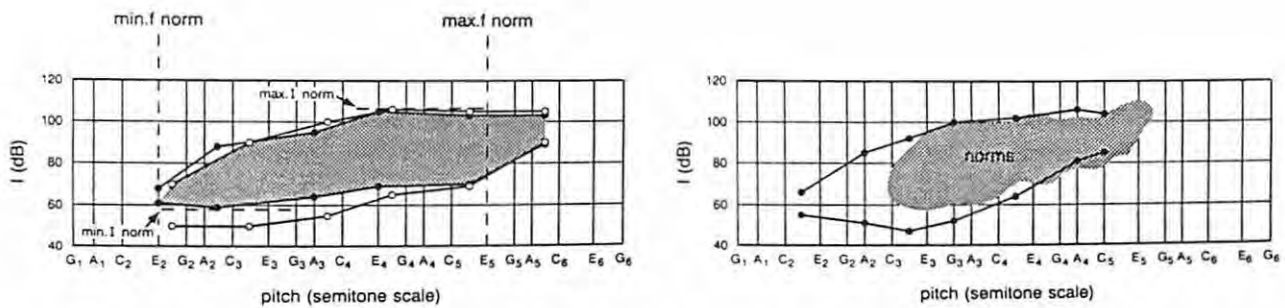 min.f norm
max.f norm
120
100
80
60
40
I (dB)
max.I norm
min.I norm
G1 A1 C2 E2 G2 A2 C3 E3 G3 A3 C4 E4 G4 A4 C5 E5 G5 A5 C6 E6 G6
pitch (semitone scale)
120
100
80
60
40
I (dB)
norms
G1 A1 C2 E2 G2 A2 C3 E3 G3 A3 C4 E4 G4 A4 C5 E5 G5 A5 C6 E6 G6
pitch (semitone scale)